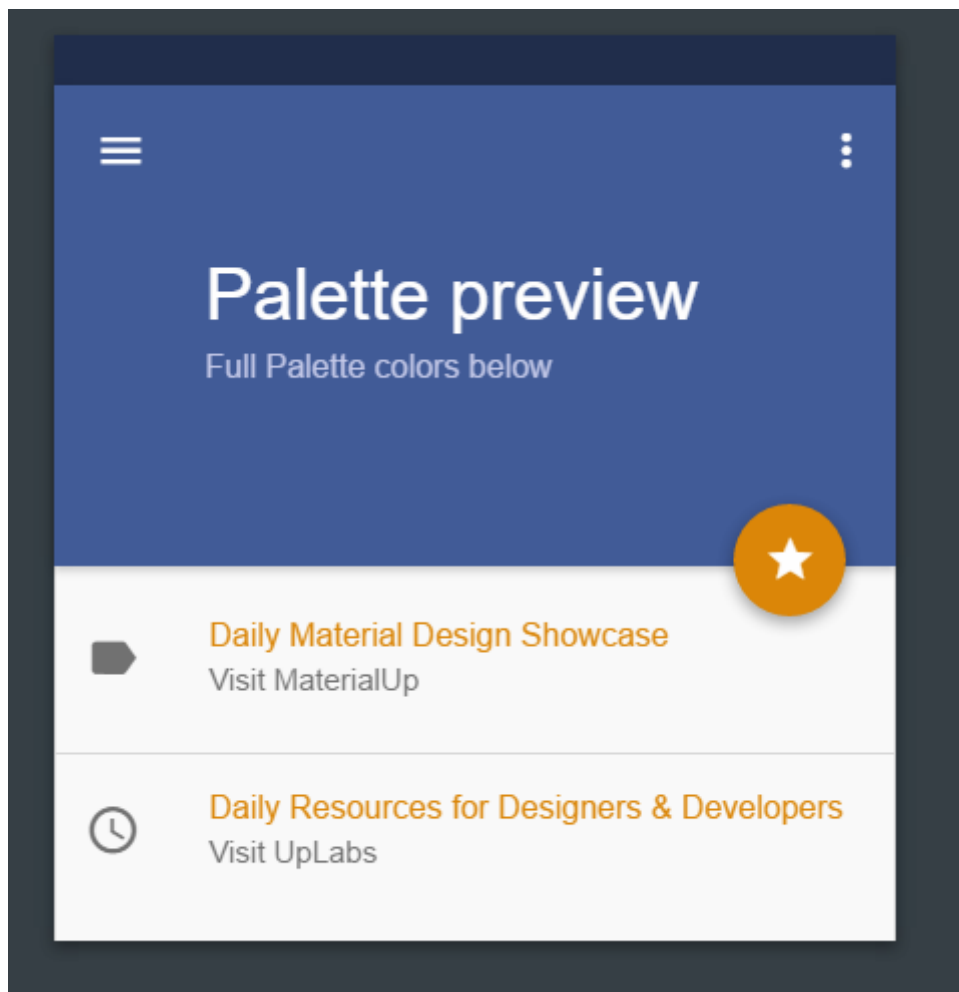 Palette preview
Full Palette colors below
Daily Material Design Showcase
Visit MaterialUp
Daily Resources for Designers & Developers
Visit UpLabs